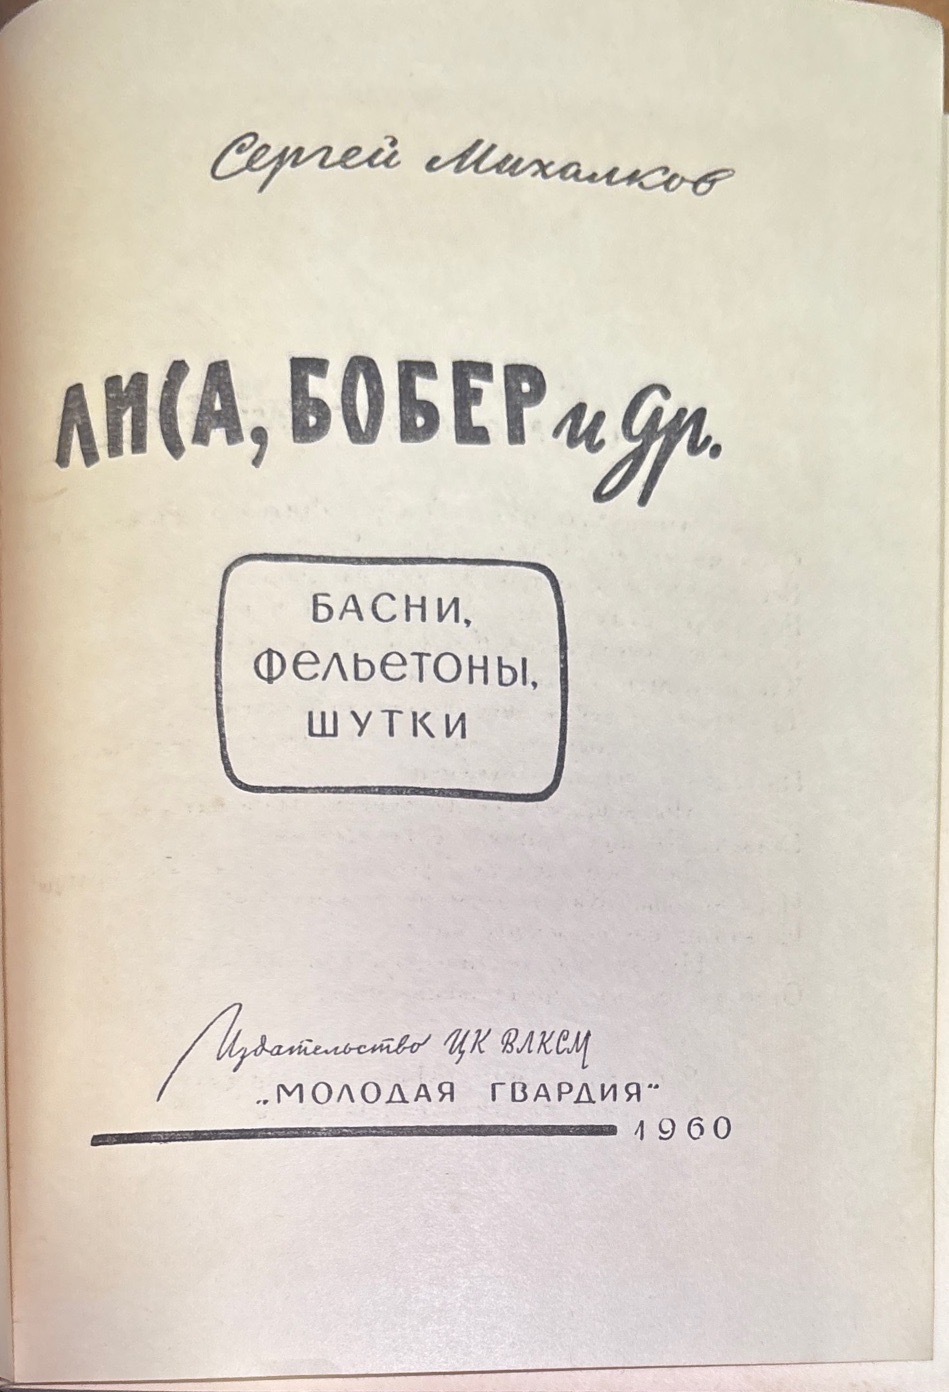 Сергей Михалков
ЛИСА, БОБЕР и др.
БАСНИ,
ФЕЛЬЕТОНЫ,
ШУТКИ
Издательство ЦК ВЛКСМ
„МОЛОДАЯ ГВАРДИЯ“
1960